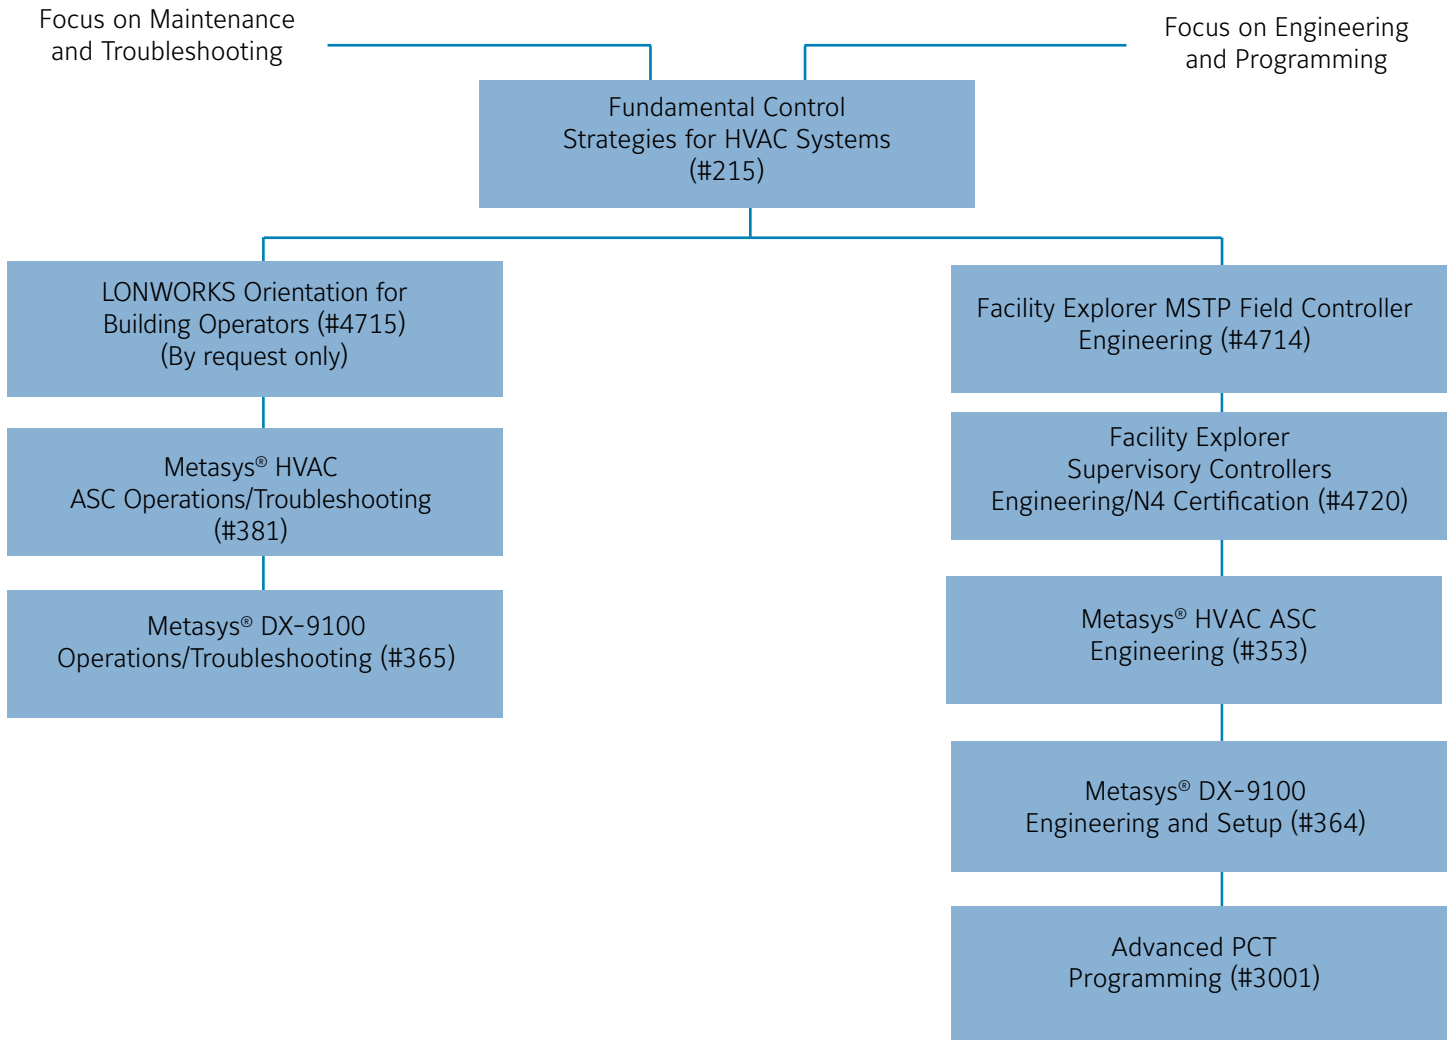 Focus on Maintenance
and Troubleshooting
Focus on Engineering
and Programming
Fundamental Control
Strategies for HVAC Systems
(#215)
LONWORKS Orientation for
Building Operators (#4715)
(By request only)
Metasys® HVAC
ASC Operations/Troubleshooting
(#381)
Metasys® DX-9100
Operations/Troubleshooting (#365)
Facility Explorer MSTP Field Controller
Engineering (#4714)
Facility Explorer
Supervisory Controllers
Engineering/N4 Certification (#4720)
Metasys® HVAC ASC
Engineering (#353)
Metasys® DX-9100
Engineering and Setup (#364)
Advanced PCT
Programming (#3001)